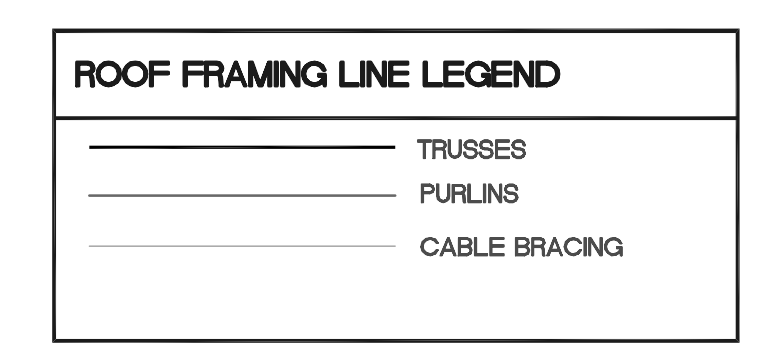 ROOF FRAMING LINE LEGEND
TRUSSES
PURLINS
CABLE BRACING